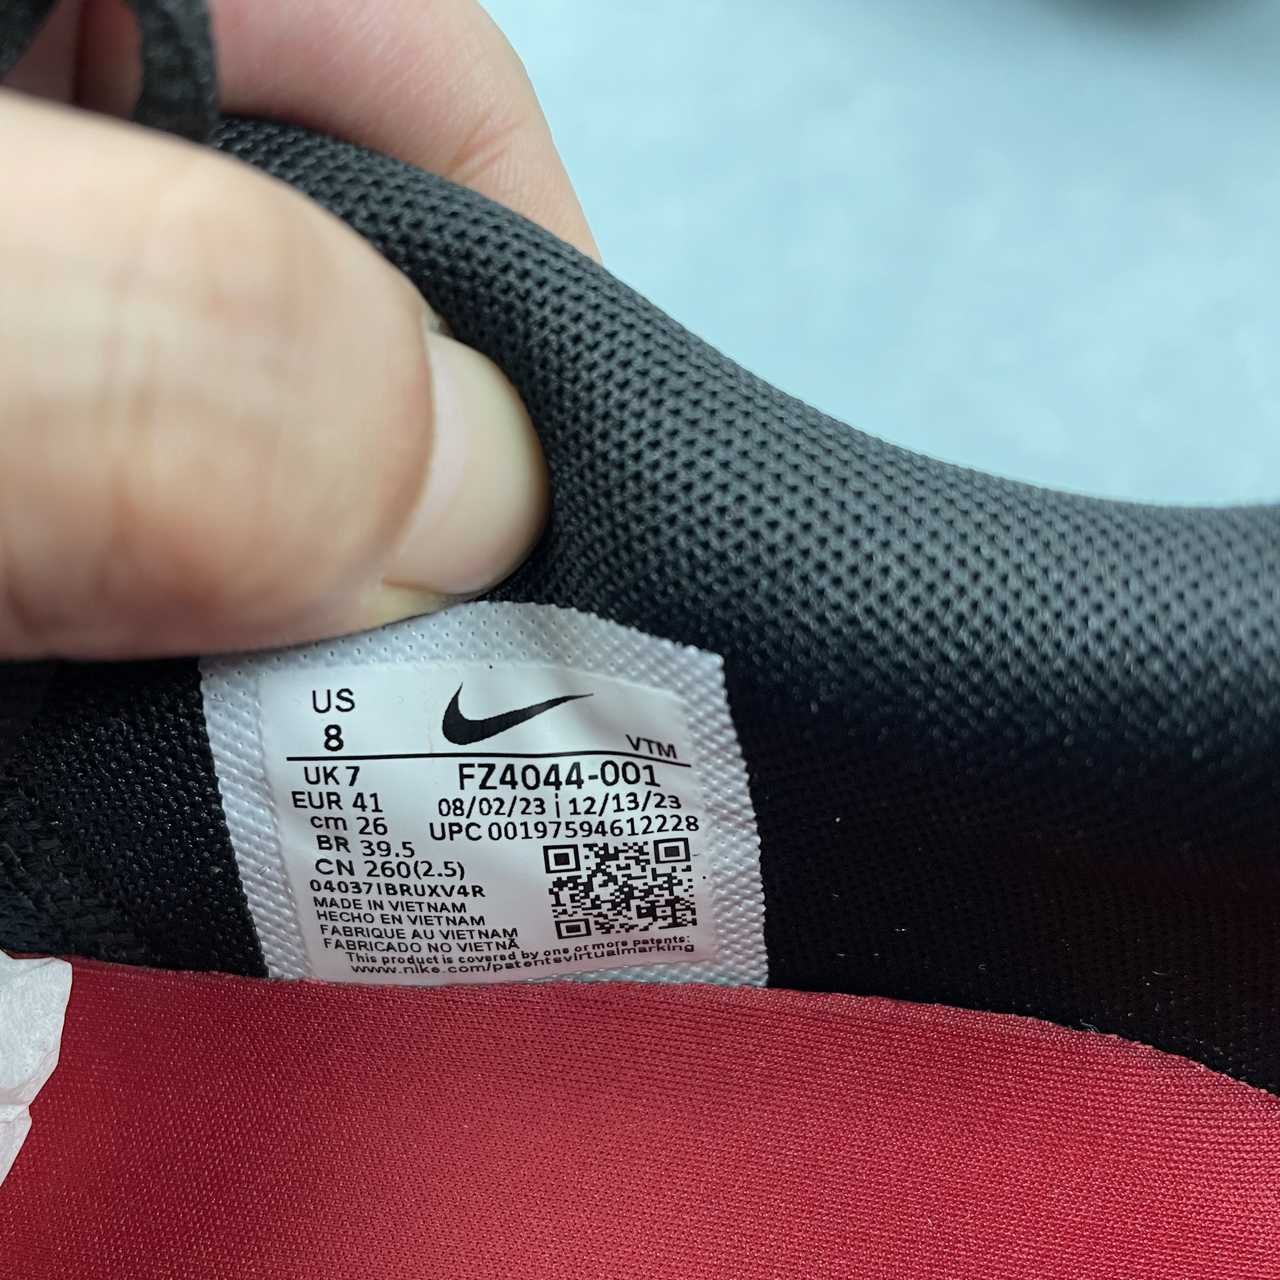 US
8
VTM
UK 7
FZ4044-001
EUR 41
08/02/23 | 12/13/23
cm 26
UPC 00197594612228
BR 39.5
CN 260(2.5)
040371BRUXV4R
MADE IN VIETNAM
HECHO EN VIETNAM
FABRIQUE AU VIETNAM
FABRICADO NO VIETNÃ
This product is covered by one or more patents:
www.nike.com/patentsvirtualmarking